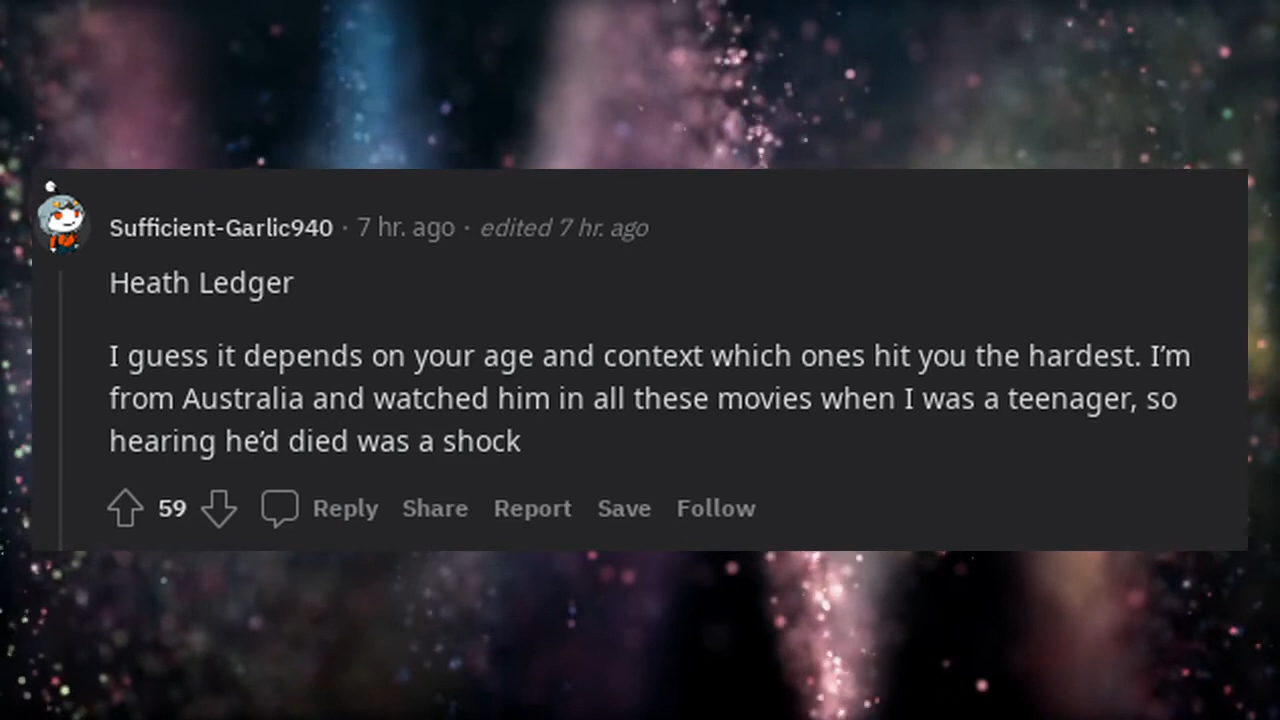 Sufficient-Garlic940 · 7 hr. ago · edited 7 hr. ago
Heath Ledger
I guess it depends on your age and context which ones hit you the hardest. I’m
from Australia and watched him in all these movies when I was a teenager, so
hearing he’d died was a shock
59 Reply Share Report Save Follow